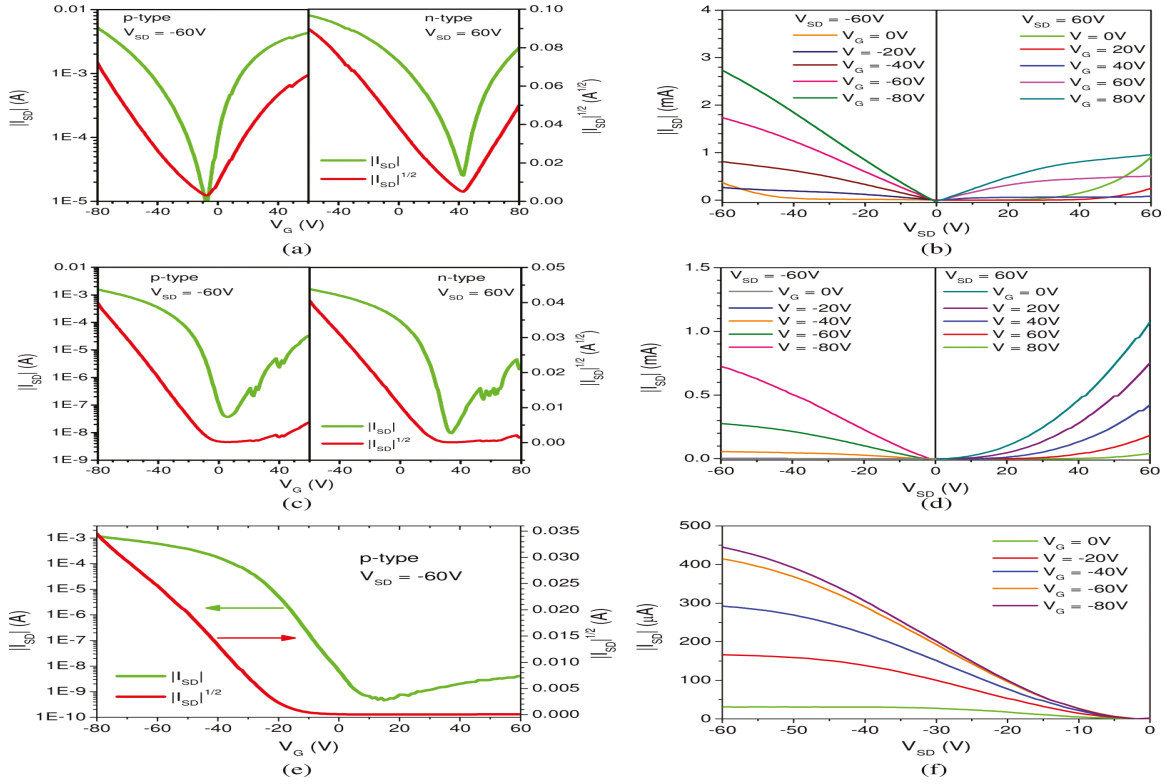 p-type
V_SD = -60V
n-type
V_SD = 60V
0.01
1E-3
1E-4
1E-5
|I_SD| (A)
0.10
0.08
0.06
0.04
0.02
0.00
|I_SD|^1/2 (A^1/2)
|I_SD|
|I_SD|^1/2
-80 -40 0 40 -40 0 40 80
V_G (V)
(a)
V_SD = -60V
V_G = 0V
V = -20V
V_G = -40V
V_G = -60V
V_G = -80V
V_SD = 60V
V = 0V
V_G = 20V
V_G = 40V
V_G = 60V
V_G = 80V
4
3
2
1
0
|I_SD| (mA)
-60 -40 -20 0 20 40 60
V_SD (V)
(b)
p-type
V_SD = -60V
n-type
V_SD = 60V
0.01
1E-3
1E-4
1E-5
1E-6
1E-7
1E-8
1E-9
|I_SD| (A)
0.05
0.04
0.03
0.02
0.01
0.00
|I_SD|^1/2 (A^1/2)
|I_SD|
|I_SD|^1/2
-80 -40 0 40 -40 0 40 80
V_G (V)
(c)
V_SD = -60V
V_G = 0V
V = -20V
V = -40V
V = -60V
V = -80V
V_SD = 60V
V_G = 0V
V = 20V
V = 40V
V = 60V
V = 80V
1.5
1.0
0.5
0.0
|I_SD| (mA)
-60 -40 -20 0 20 40 60
V_SD (V)
(d)
p-type
V_SD = -60V
1E-3
1E-4
1E-5
1E-6
1E-7
1E-8
1E-9
1E-10
|I_SD| (A)
0.035
0.030
0.025
0.020
0.015
0.010
0.005
0.000
|I_SD|^1/2 (A)
|I_SD|
|I_SD|^1/2
-80 -60 -40 -20 0 20 40 60
V_G (V)
(e)
V_G = 0V
V = -20V
V_G = -40V
V_G = -60V
V_G = -80V
500
400
300
200
100
0
|I_SD| (μA)
-60 -50 -40 -30 -20 -10 0
V_SD (V)
(f)